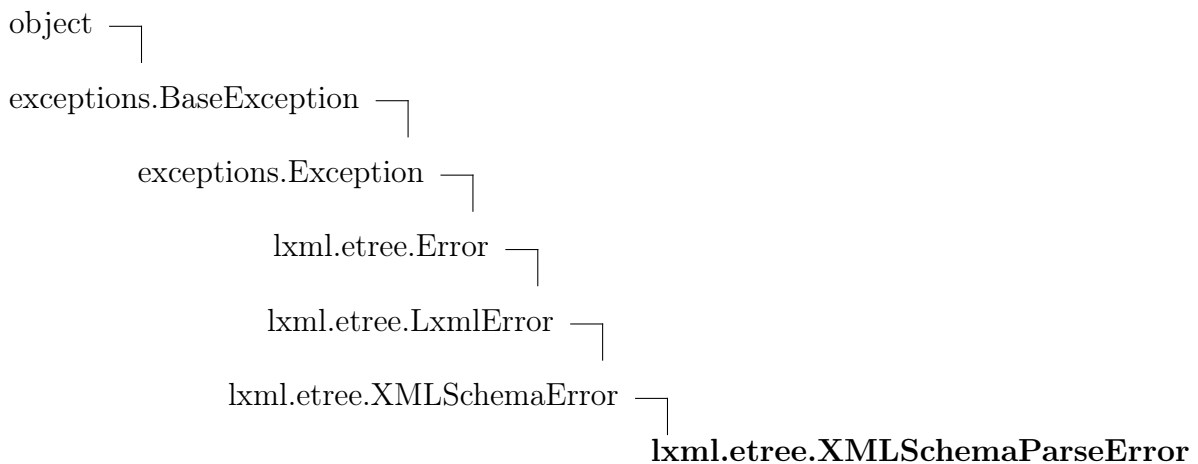 object
exceptions.BaseException
exceptions.Exception
lxml.etree.Error
lxml.etree.LxmlError
lxml.etree.XMLSchemaError
lxml.etree.XMLSchemaParseError